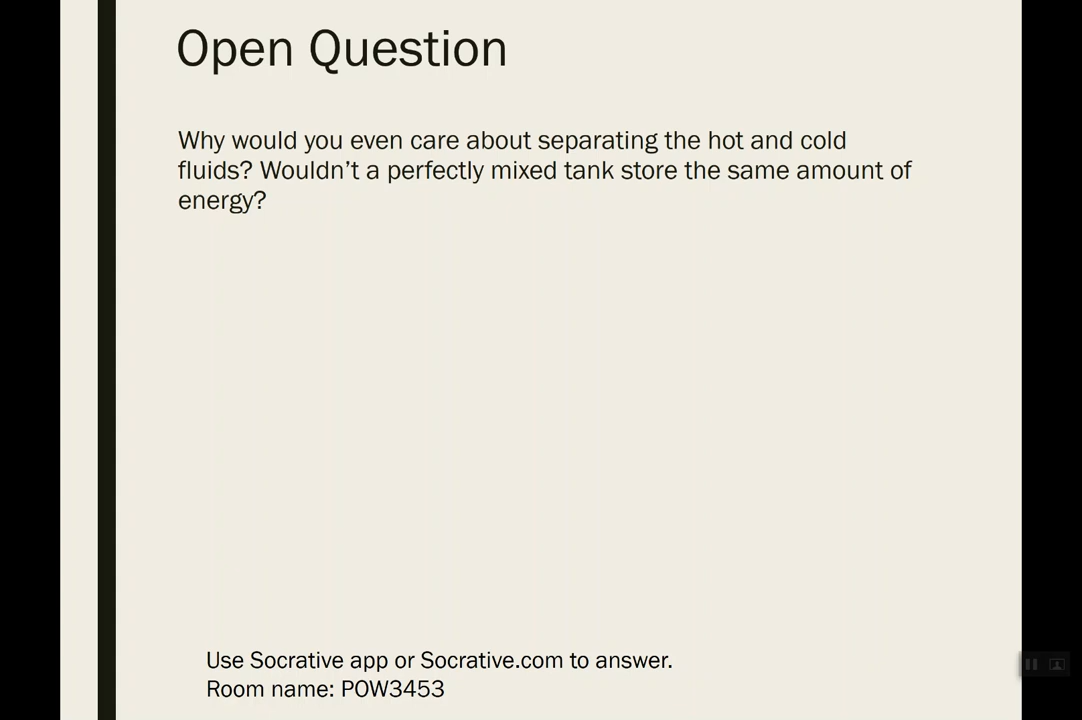 Open Question
Why would you even care about separating the hot and cold
fluids? Wouldn’t a perfectly mixed tank store the same amount of
energy?
Use Socrative app or Socrative.com to answer.
Room name: POW3453